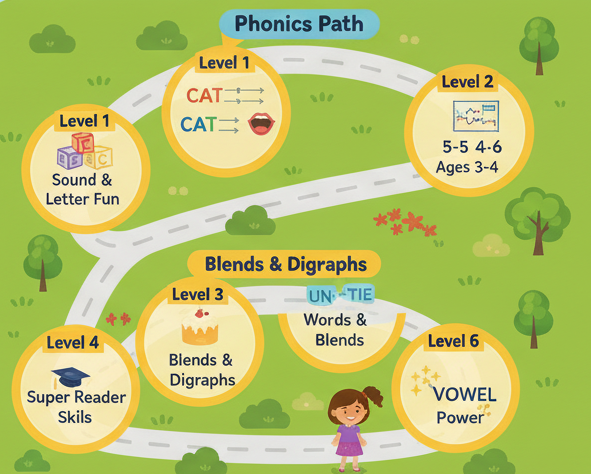 Phonics Path
Level 1
CAT
CAT
Level 1
Sound &
Letter Fun
Level 2
5-5 4-6
Ages 3-4
Blends & Digraphs
Level 3
Blends &
Digraphs
UN-TIE
Words &
Blends
Level 4
Super Reader
Skils
Level 6
VOWEL
Power